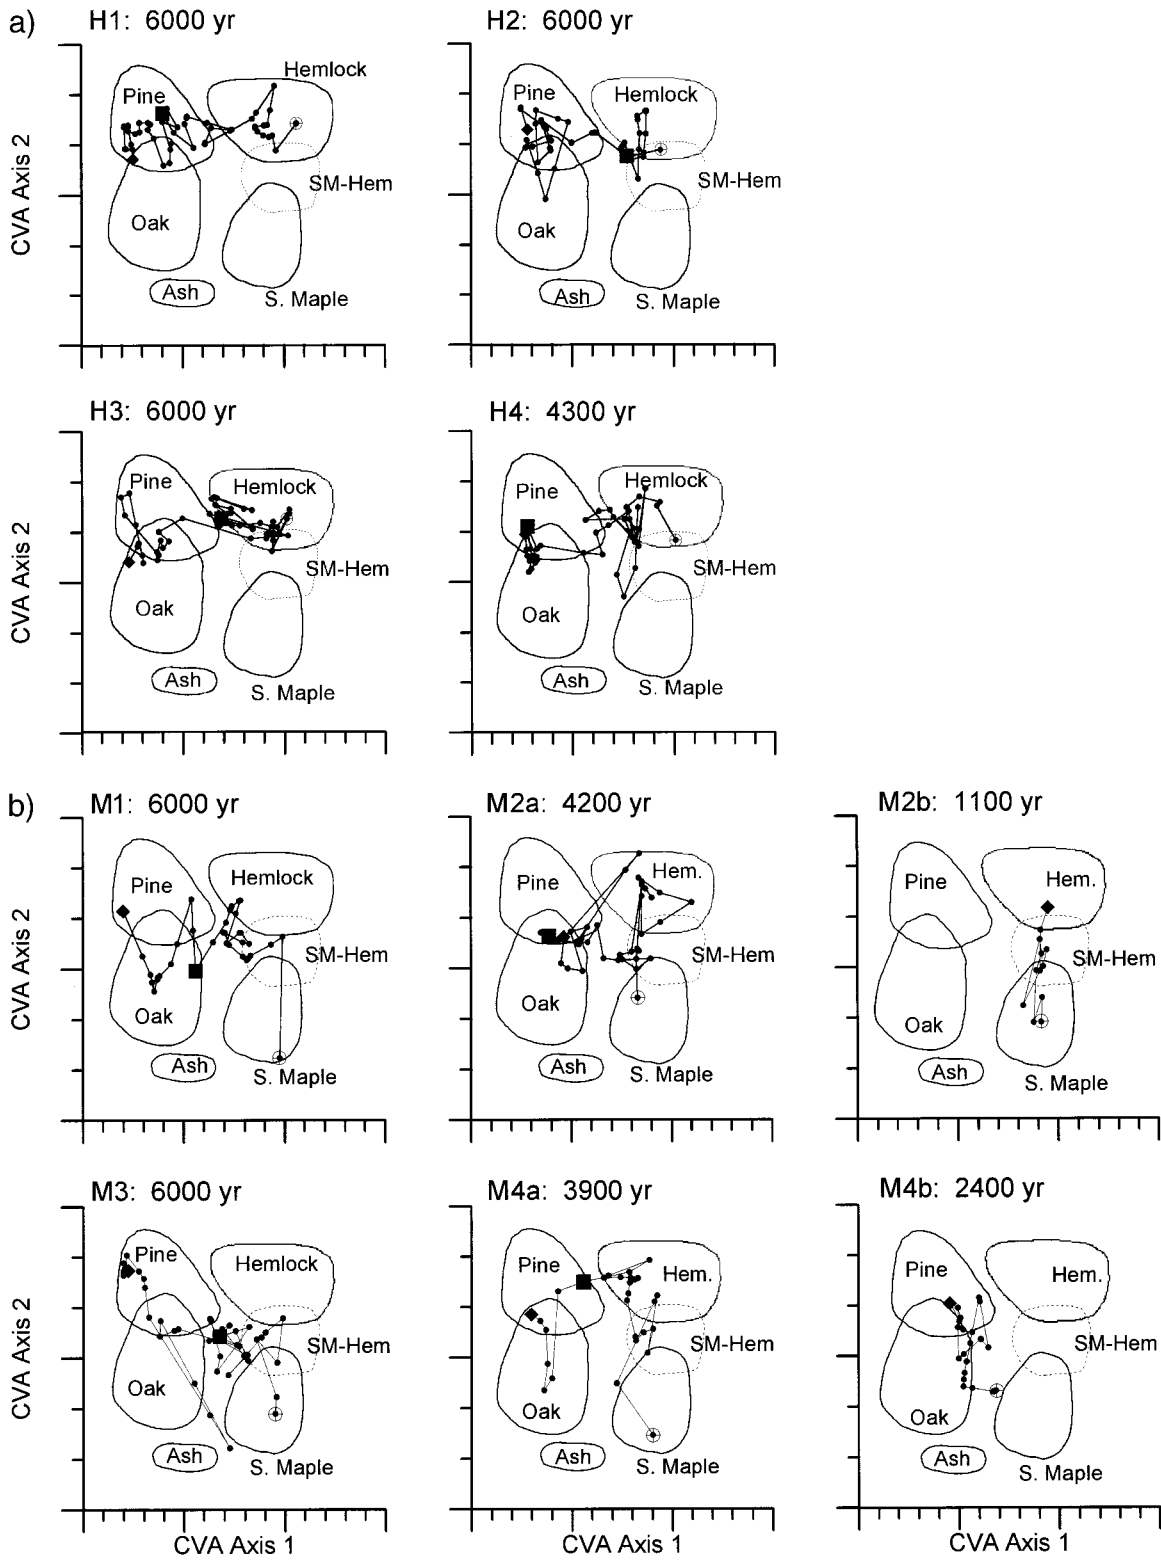 a)
H1: 6000 yr
H2: 6000 yr
CVA Axis 2
Pine
Hemlock
SM-Hem
Oak
Ash
S. Maple
Pine
Hemlock
SM-Hem
Oak
Ash
S. Maple
H3: 6000 yr
H4: 4300 yr
CVA Axis 2
Pine
Hemlock
SM-Hem
Oak
Ash
S. Maple
Pine
Hemlock
SM-Hem
Oak
Ash
S. Maple
b)
M1: 6000 yr
M2a: 4200 yr
M2b: 1100 yr
CVA Axis 2
Pine
Hemlock
SM-Hem
Oak
Ash
S. Maple
Pine
Hem.
SM-Hem
Oak
Ash
S. Maple
Pine
Hem.
SM-Hem
Oak
Ash
S. Maple
M3: 6000 yr
M4a: 3900 yr
M4b: 2400 yr
CVA Axis 2
Pine
Hemlock
SM-Hem
Oak
Ash
S. Maple
Pine
Hem.
SM-Hem
Oak
Ash
S. Maple
Pine
Hem.
SM-Hem
Oak
Ash
S. Maple
CVA Axis 1
CVA Axis 1
CVA Axis 1